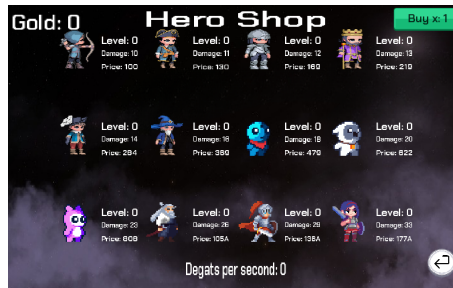 Gold: 0
Hero Shop
Buy x: 1
Level: 0
Damage: 10
Price: 100
Level: 0
Damage: 11
Price: 130
Level: 0
Damage: 12
Price: 169
Level: 0
Damage: 13
Price: 219
Level: 0
Damage: 14
Price: 284
Level: 0
Damage: 16
Price: 369
Level: 0
Damage: 18
Price: 479
Level: 0
Damage: 20
Price: 622
Level: 0
Damage: 23
Price: 808
Level: 0
Damage: 26
Price: 105A
Level: 0
Damage: 29
Price: 136A
Level: 0
Damage: 33
Price: 177A
Degats per second: 0